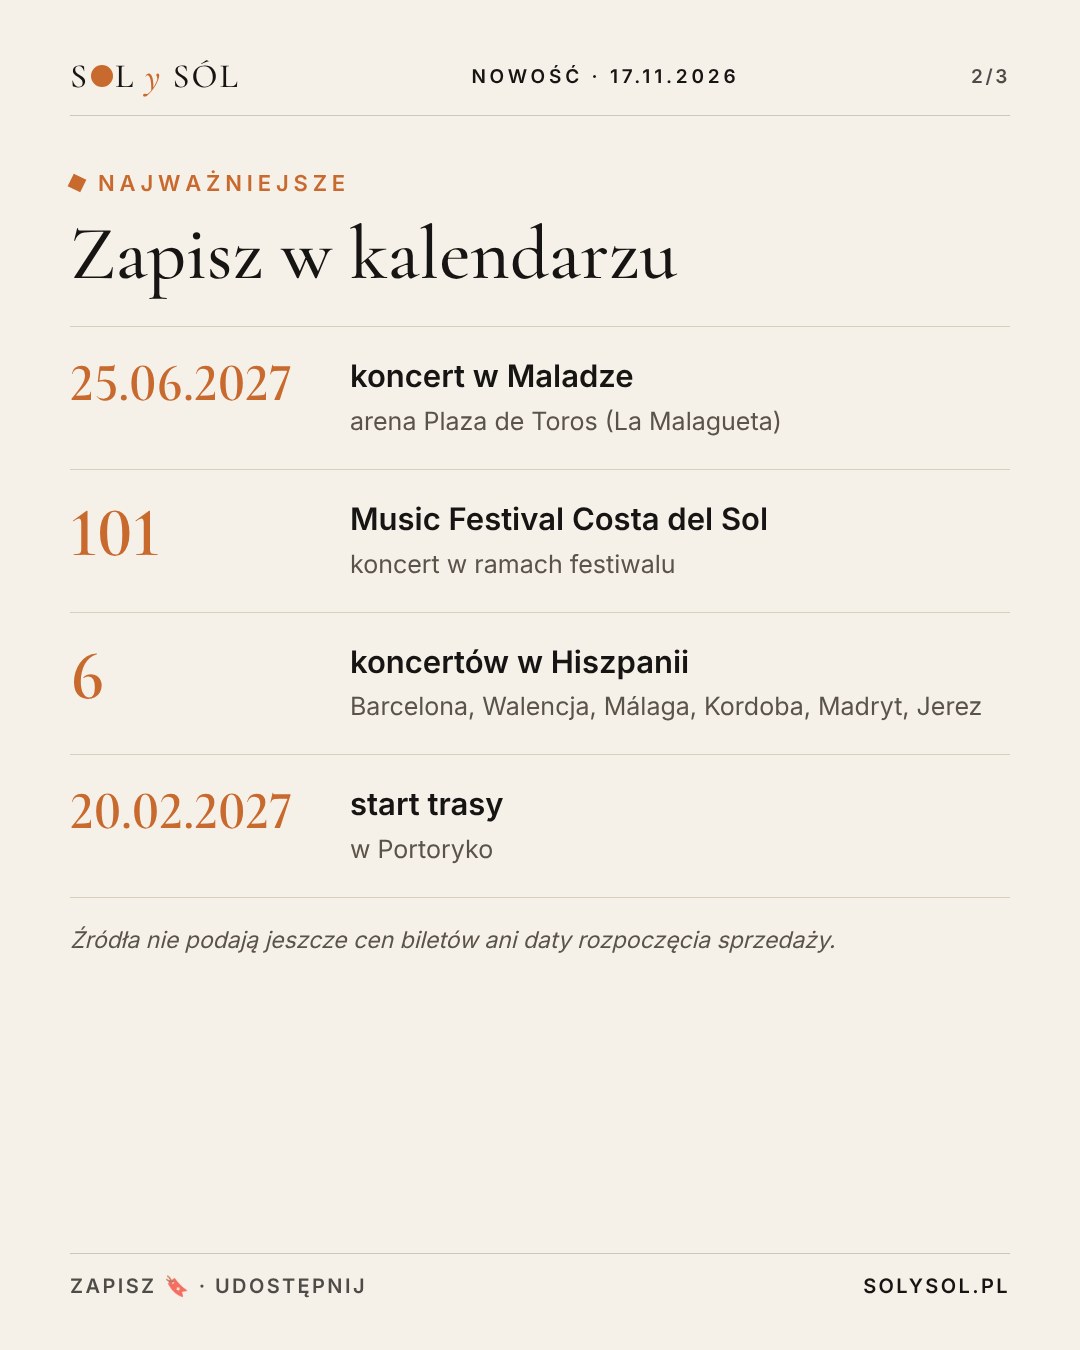 SOL y SÓL
NOWOŚĆ · 17.11.2026
2/3
NAJWAŻNIEJSZE
Zapisz w kalendarzu
25.06.2027
koncert w Maladze
arena Plaza de Toros (La Malagueta)
101
Music Festival Costa del Sol
koncert w ramach festiwalu
6
koncertów w Hiszpanii
Barcelona, Walencja, Málaga, Kordoba, Madryt, Jerez
20.02.2027
start trasy
w Portoryko
Źródła nie podają jeszcze cen biletów ani daty rozpoczęcia sprzedaży.
ZAPISZ 🔖 · UDOSTĘPNIJ
SOLYSOL.PL